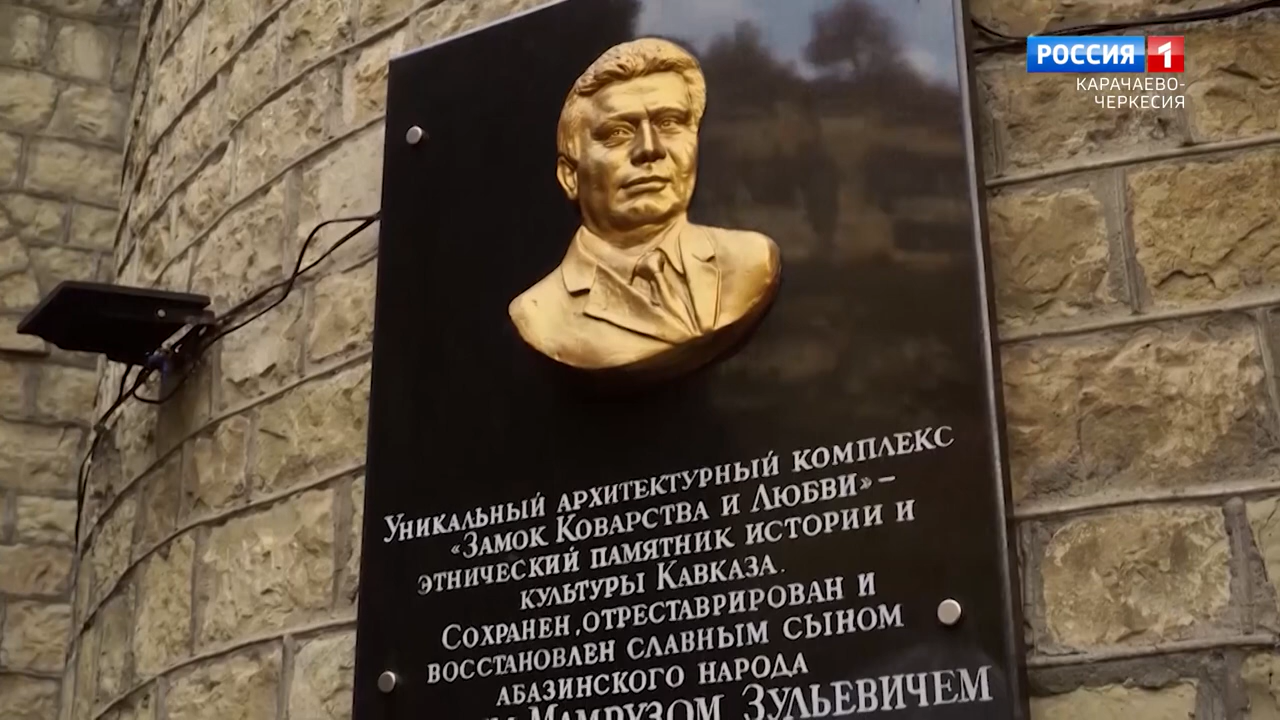 РОССИЯ 1
КАРАЧАЕВО-
ЧЕРКЕСИЯ
Уникальный архитектурный комплекс
«Замок Коварства и Любви» –
этнический памятник истории и
культуры Кавказа.
Сохранен, отреставрирован и
восстановлен славным сыном
абазинского народа
Мамрузом Зульевичем